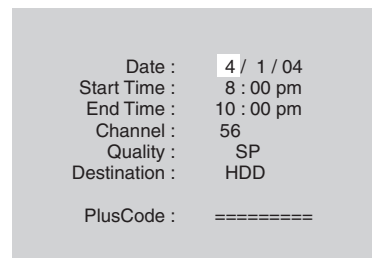 Date : 4 / 1 / 04
Start Time : 8 : 00 pm
End Time : 10 : 00 pm
Channel : 56
Quality : SP
Destination : HDD
PlusCode : =========